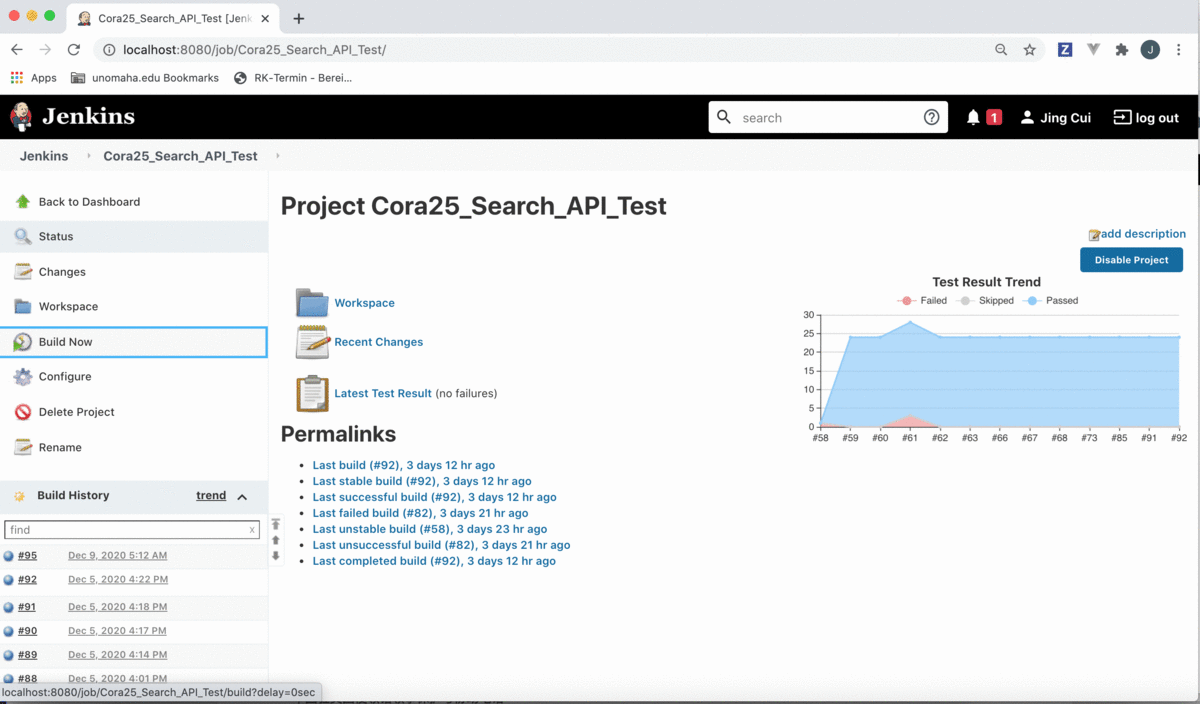 Cora25_Search_API_Test [Jenk
localhost:8080/job/Cora25_Search_API_Test/
Z
J
Apps
unomaha.edu Bookmarks
RK-Termin - Berei...
Jenkins
search
1
Jing Cui
log out
Jenkins
Cora25_Search_API_Test
Back to Dashboard
Status
Changes
Workspace
Build Now
Configure
Delete Project
Rename
Build History
trend
find
x
#95 Dec 9, 2020 5:12 AM
#92 Dec 5, 2020 4:22 PM
#91 Dec 5, 2020 4:18 PM
#90 Dec 5, 2020 4:17 PM
#89 Dec 5, 2020 4:14 PM
#88 Dec 5, 2020 4:01 PM
localhost:8080/job/Cora25_Search_API_Test/build?delay=0sec
Project Cora25_Search_API_Test
add description
Disable Project
Workspace
Recent Changes
Latest Test Result (no failures)
Permalinks
Last build (#92), 3 days 12 hr ago
Last stable build (#92), 3 days 12 hr ago
Last successful build (#92), 3 days 12 hr ago
Last failed build (#82), 3 days 21 hr ago
Last unstable build (#58), 3 days 23 hr ago
Last unsuccessful build (#82), 3 days 21 hr ago
Last completed build (#92), 3 days 12 hr ago
Test Result Trend
Failed Skipped Passed
30
25
20
15
10
5
0
#58 #59 #60 #61 #62 #63 #66 #67 #68 #73 #85 #91 #92